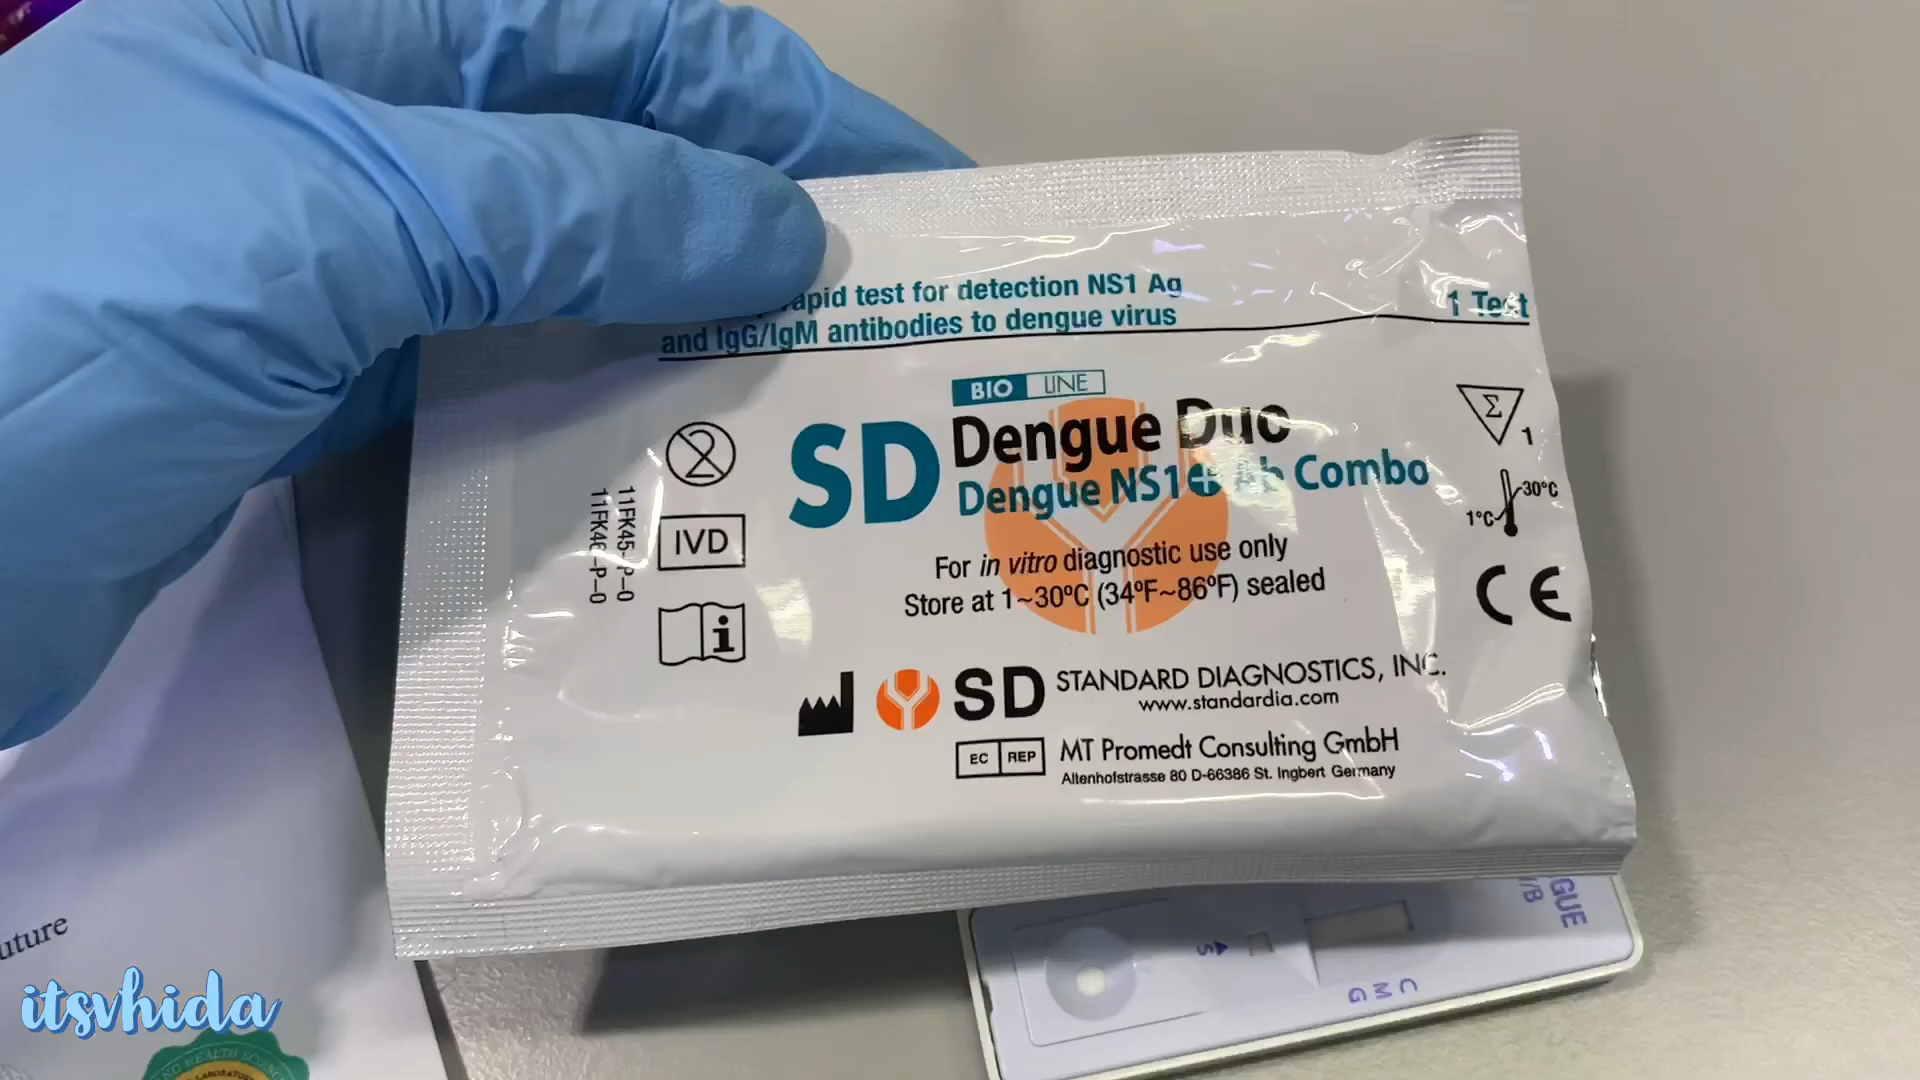 apid test for detection NS1 Ag
and IgG/IgM antibodies to dengue virus
1 Test
BIO LINE
SD Dengue Duo
Dengue NS1 + Ab Combo
Σ
1
30°C
1°C
2
IVD
i
11FK45-P-0
11FK46-P-0
For in vitro diagnostic use only
Store at 1~30°C (34°F~86°F) sealed
CE
SD STANDARD DIAGNOSTICS, INC.
www.standardia.com
EC REP MT Promedt Consulting GmbH
Altenhofstrasse 80 D-66386 St. Ingbert Germany
GUE
/B
S
C M G
uture
itsvhida
HEALTH